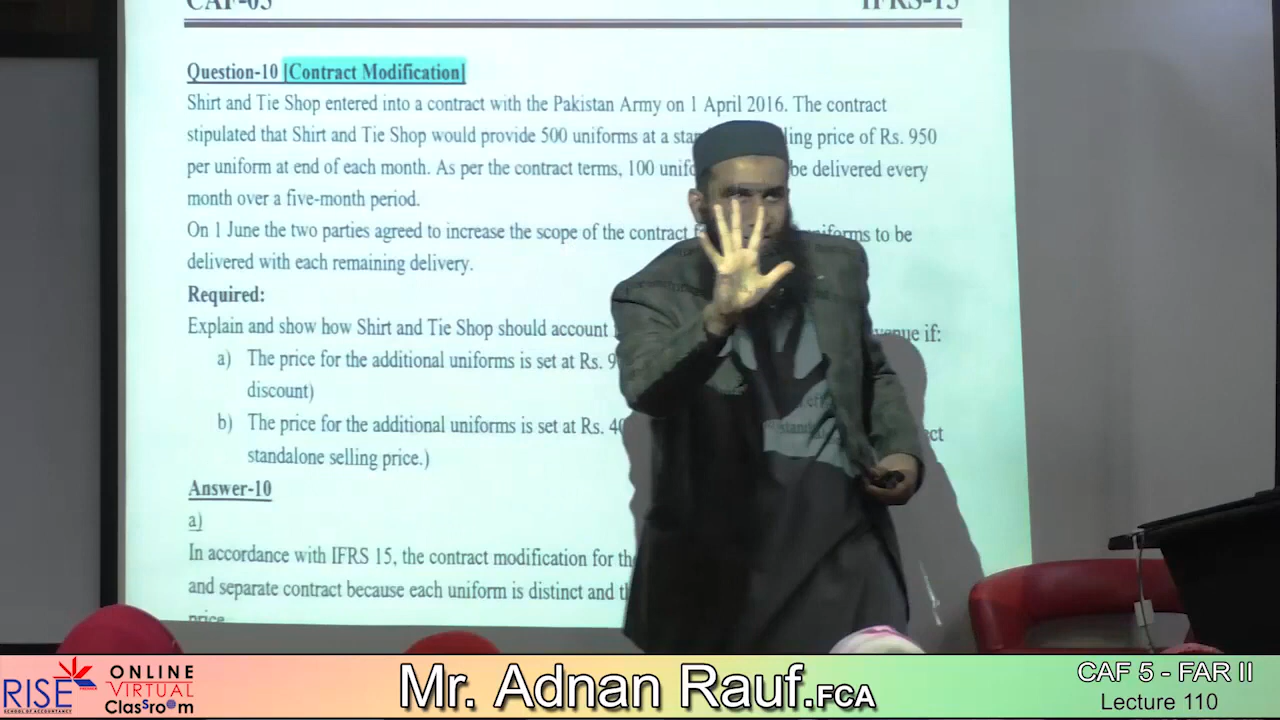 CAF-05 IFRS-15
Question-10 [Contract Modification]
Shirt and Tie Shop entered into a contract with the Pakistan Army on 1 April 2016. The contract
stipulated that Shirt and Tie Shop would provide 500 uniforms at a ling price of Rs. 950
per uniform at end of each month. As per the contract terms, 100 be delivered every
month over a five-month period.
On 1 June the two parties agreed to increase the scope of the contract uniforms to be
delivered with each remaining delivery.
Required:
Explain and show how Shirt and Tie Shop should account if:
a) The price for the additional uniforms is set at Rs.
discount)
b) The price for the additional uniforms is set at Rs.
standalone selling price.)
Answer-10
a)
In accordance with IFRS 15, the contract modification for
and separate contract because each uniform is distinct and
price
RISE PREMIER
SCHOOL OF ACCOUNTANCY
ONLINE
VIRTUAL
Classroom
Mr. Adnan Rauf.FCA
CAF 5 - FAR II
Lecture 110